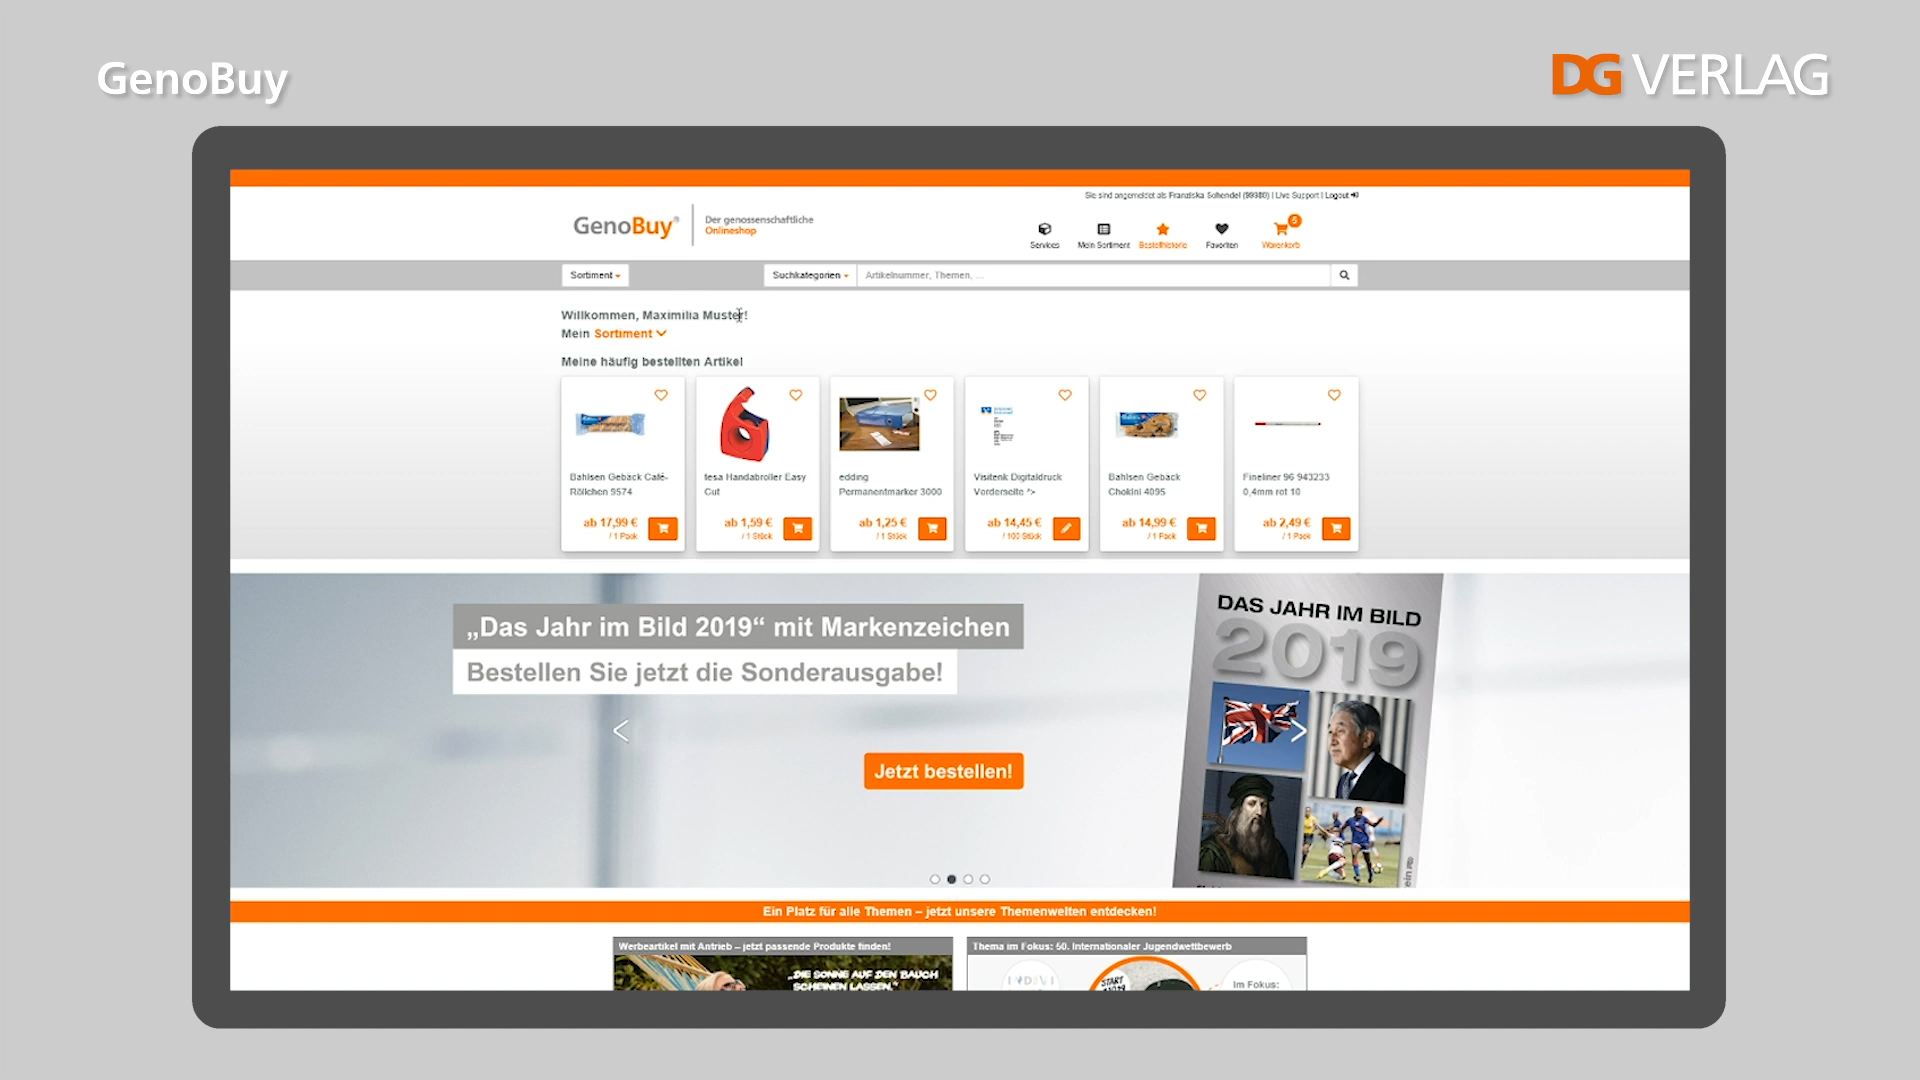 GenoBuy
DG VERLAG
Sie sind angemeldet als Franziska Schendel (99380) | Live Support | Logout
GenoBuy®
Der genossenschaftliche
Onlineshop
Services
Mein Sortiment
Bestellhistorie
Favoriten
5
Warenkorb
Sortiment
Suchkategorien
Artikelnummer, Themen, ...
Willkommen, Maximilia Muster!
Mein Sortiment
Meine häufig bestellten Artikel
Bahlsen Gebäck Café-
Röllchen 9574
ab 17,99 €
/ 1 Pack
tesa Handabroller Easy
Cut
ab 1,59 €
/ 1 Stück
edding
Permanentmarker 3000
ab 1,25 €
/ 1 Stück
Visitenk Digitaldruck
Vorderseite *>
ab 14,45 €
/ 100 Stück
Bahlsen Gebäck
Chokini 4095
ab 14,99 €
/ 1 Pack
Fineliner 96 943233
0,4mm rot 10
ab 2,49 €
/ 1 Pack
„Das Jahr im Bild 2019“ mit Markenzeichen
Bestellen Sie jetzt die Sonderausgabe!
Jetzt bestellen!
DAS JAHR IM BILD
2019
Ein Platz für alle Themen – jetzt unsere Themenwelten entdecken!
Werbeartikel mit Antrieb – jetzt passende Produkte finden!
„DIE SONNE AUF DEN BAUCH
SCHEINEN LASSEN.“
Thema im Fokus: 50. Internationaler Jugendwettbewerb
START
Im Fokus: